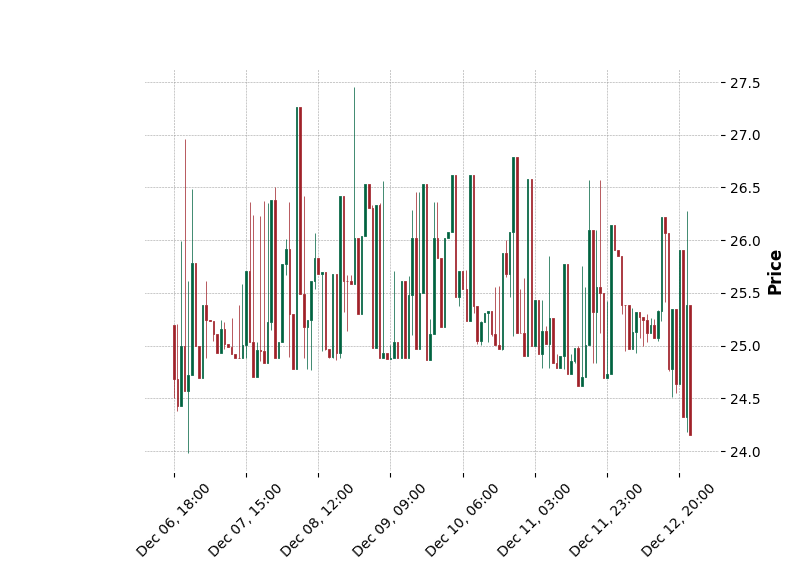 27.5
27.0
26.5
26.0
25.5
25.0
24.5
24.0
Price
Dec 06, 18:00
Dec 07, 15:00
Dec 08, 12:00
Dec 09, 09:00
Dec 10, 06:00
Dec 11, 03:00
Dec 11, 23:00
Dec 12, 20:00